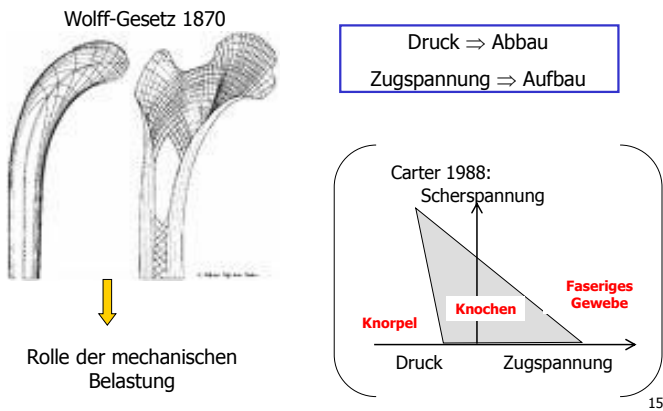 Wolff-Gesetz 1870
Druck ⇒ Abbau
Zugspannung ⇒ Aufbau
Carter 1988:
Scherspannung
Faseriges
Gewebe
Knochen
Knorpel
Druck
Zugspannung
Rolle der mechanischen
Belastung
15